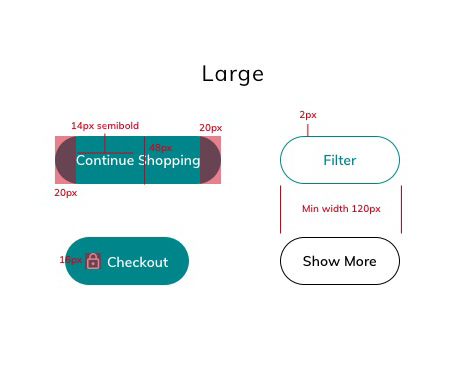 Large
2px
14px semibold
20px
48px
Continue Shopping
Filter
20px
Min width 120px
16px
Checkout
Show More